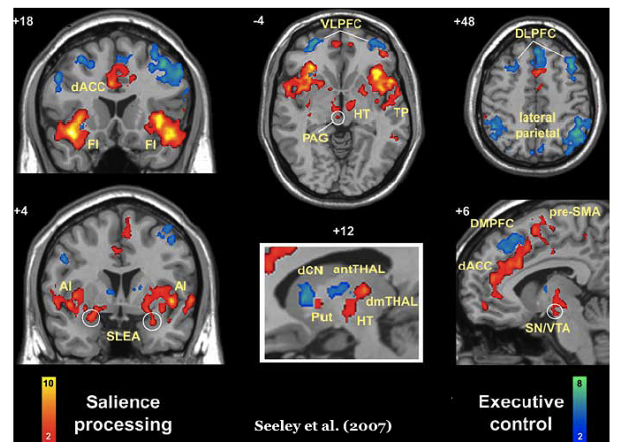 +18
-4
VLPFC
+48
DLPFC
dACC
FI
FI
HT
TP
PAG
lateral
parietal
+4
AI
AI
SLEA
+12
dCN
antTHAL
dmTHAL
Put
HT
+6
pre-SMA
DMPFC
dACC
SN/VTA
10
2
Salience
processing
Seeley et al. (2007)
Executive
control
8
2